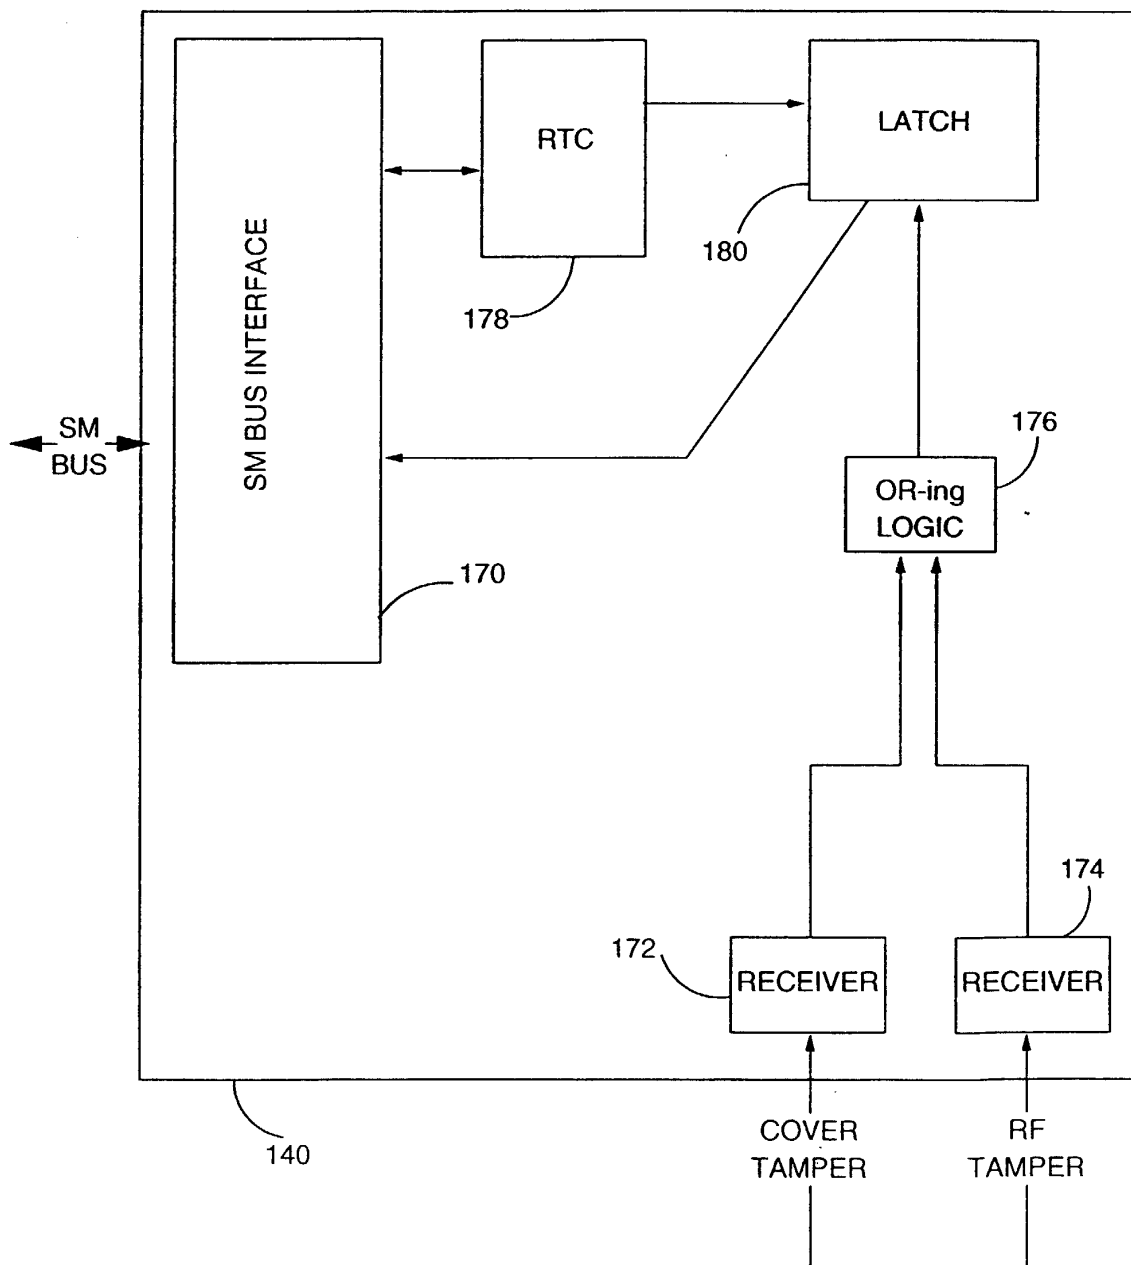 RTC
LATCH
180
178
SM BUS INTERFACE
SM
BUS
176
OR-ing
LOGIC
170
174
172
RECEIVER
RECEIVER
140
COVER
TAMPER
RF
TAMPER